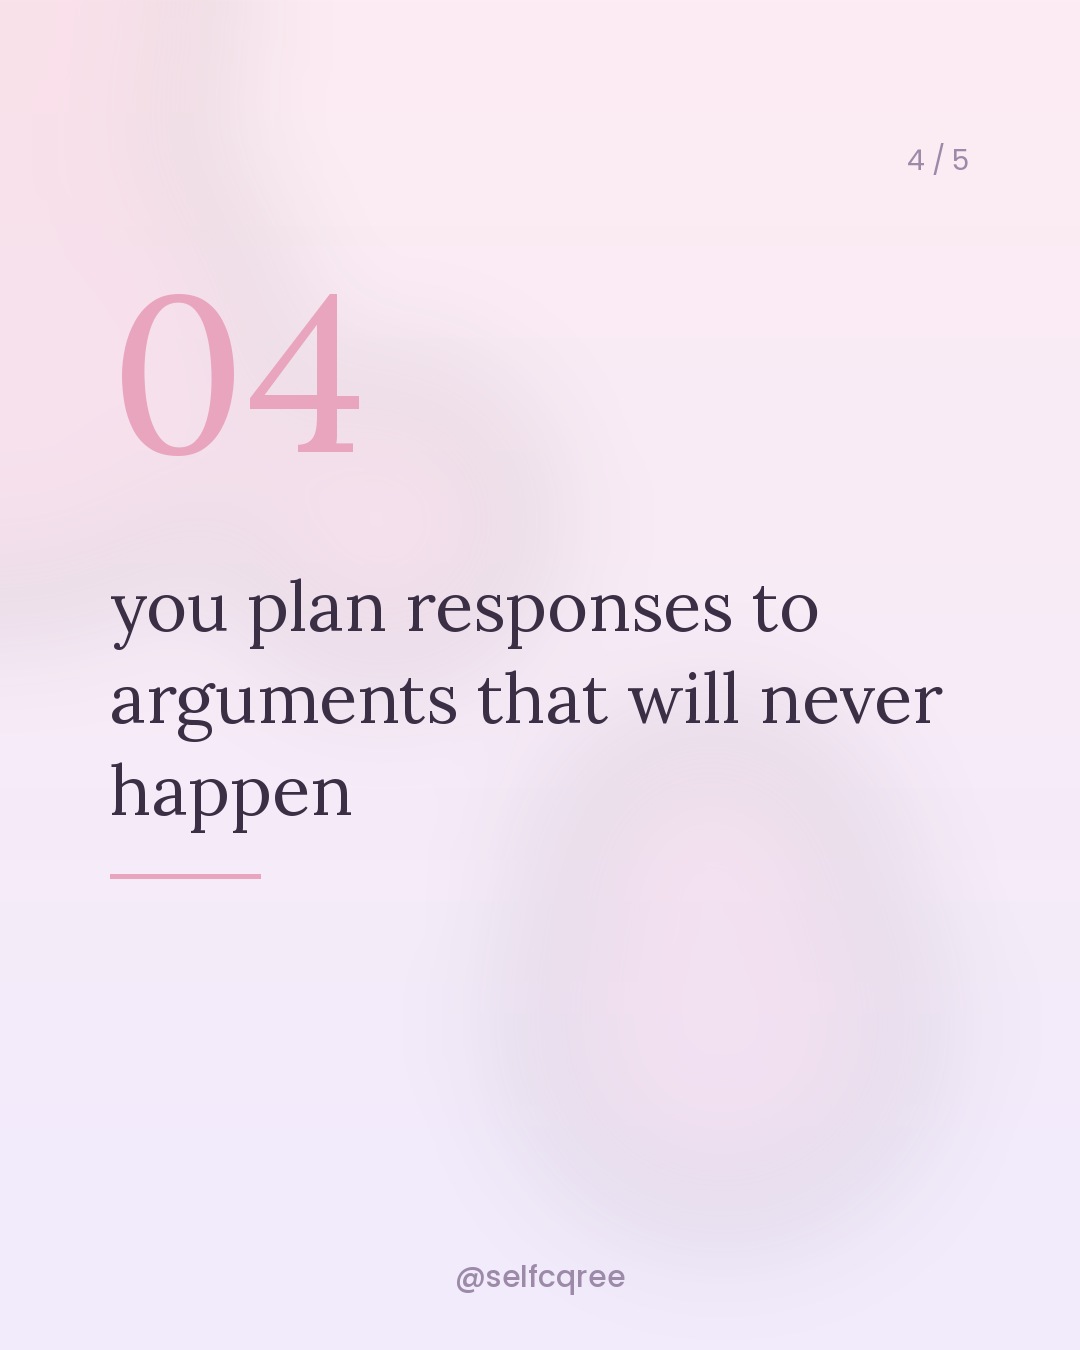 4 / 5
04
you plan responses to
arguments that will never
happen
@selfcqree